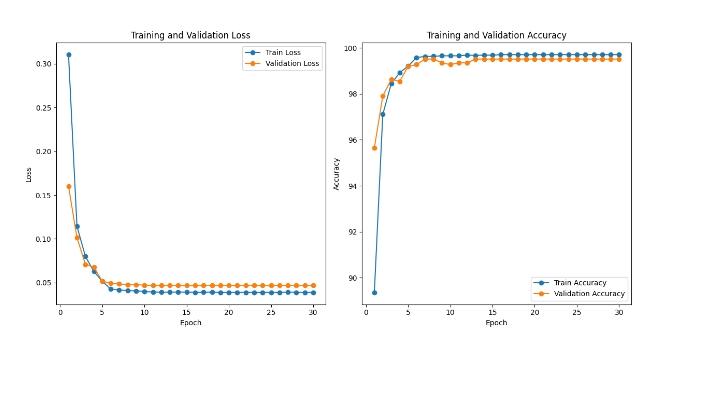 Training and Validation Loss
Train Loss
Validation Loss
0.30
0.25
0.20
0.15
0.10
0.05
Loss
0 5 10 15 20 25 30
Epoch
Training and Validation Accuracy
100
98
96
94
92
90
Accuracy
Train Accuracy
Validation Accuracy
0 5 10 15 20 25 30
Epoch